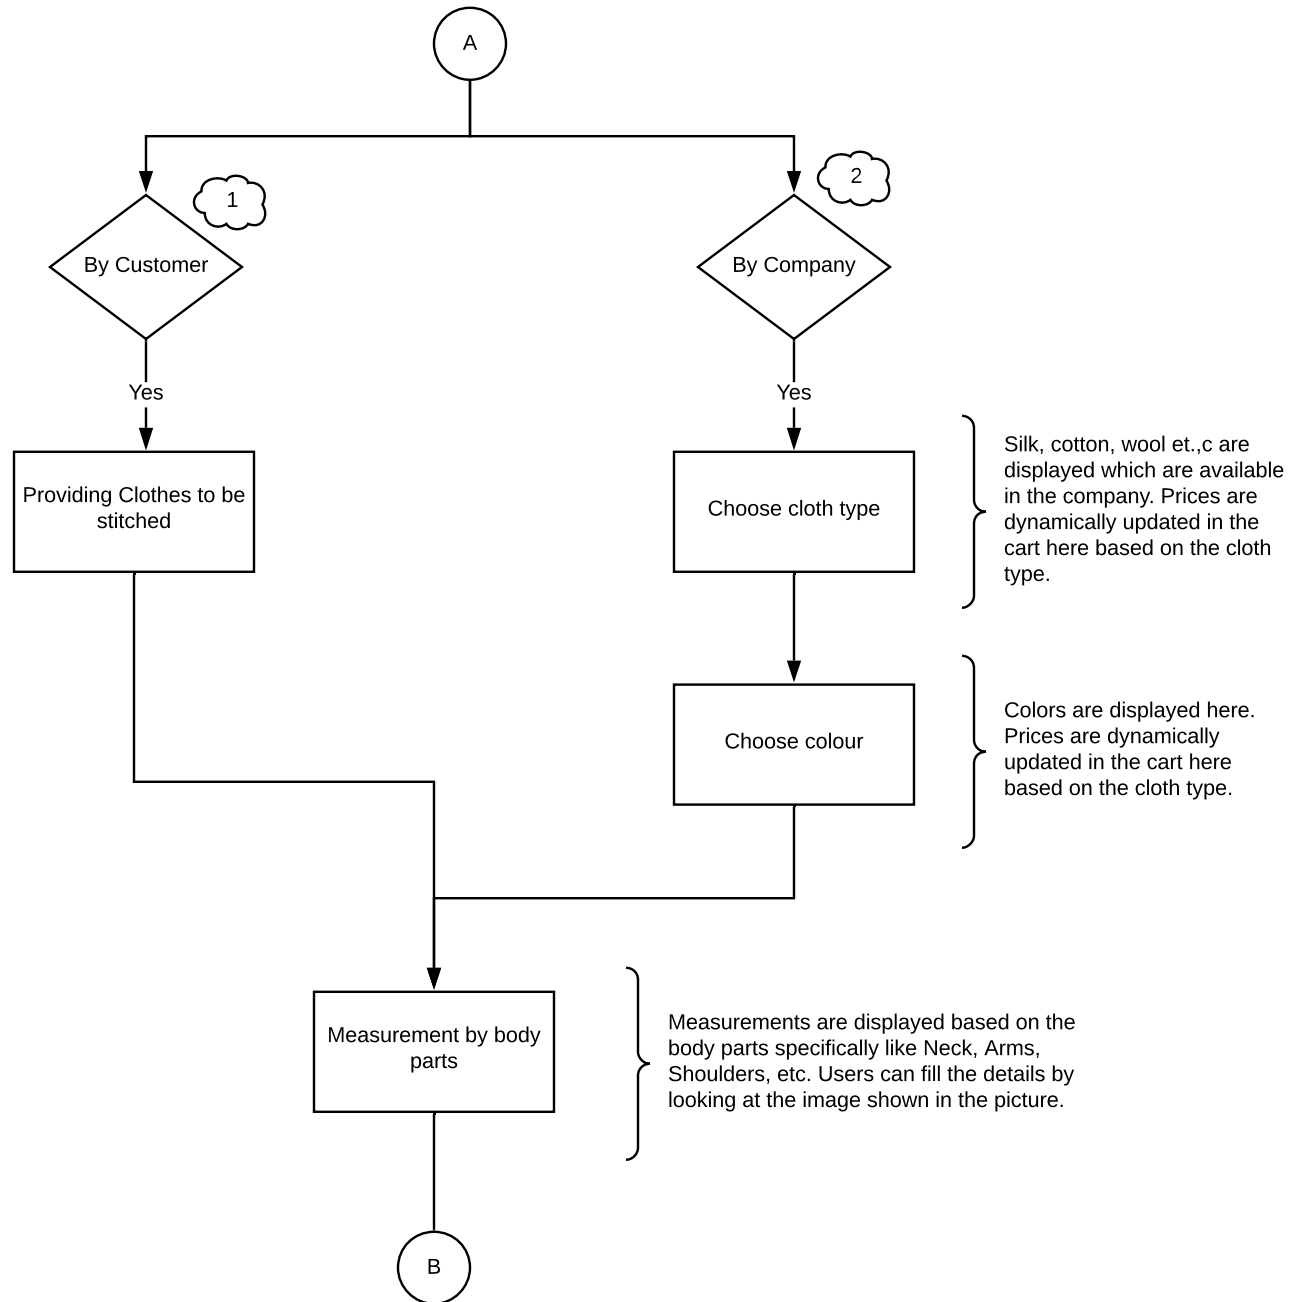 A
1
2
By Customer
By Company
Yes
Yes
Providing Clothes to be
stitched
Choose cloth type
Silk, cotton, wool et.,c are
displayed which are available
in the company. Prices are
dynamically updated in the
cart here based on the cloth
type.
Choose colour
Colors are displayed here.
Prices are dynamically
updated in the cart here
based on the cloth type.
Measurement by body
parts
Measurements are displayed based on the
body parts specifically like Neck, Arms,
Shoulders, etc. Users can fill the details by
looking at the image shown in the picture.
B